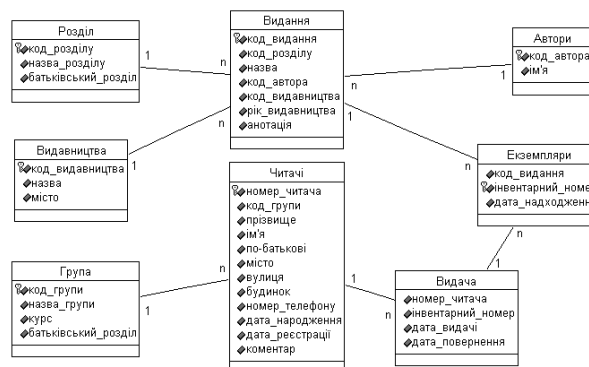 Розділ
код_розділу
назва_розділу
батьківський_розділ
1
n
Видання
код_видання
код_розділу
назва
код_автора
код_видавництва
рік_видавництва
анотація
n
1
Автори
код_автора
ім'я
Видавництва
код_видавництва
назва
місто
1
n
1
n
Екземпляри
код_видання
інвентарний_номе
дата_надходження
n
1
Читачі
номер_читача
код_групи
прізвище
ім'я
по-батькові
місто
вулиця
будинок
номер_телефону
дата_народження
дата_реєстрації
коментар
Група
код_групи
назва_групи
курс
батьківський_розділ
1
n
1
n
Видача
номер_читача
інвентарний_номер
дата_видачі
дата_повернення